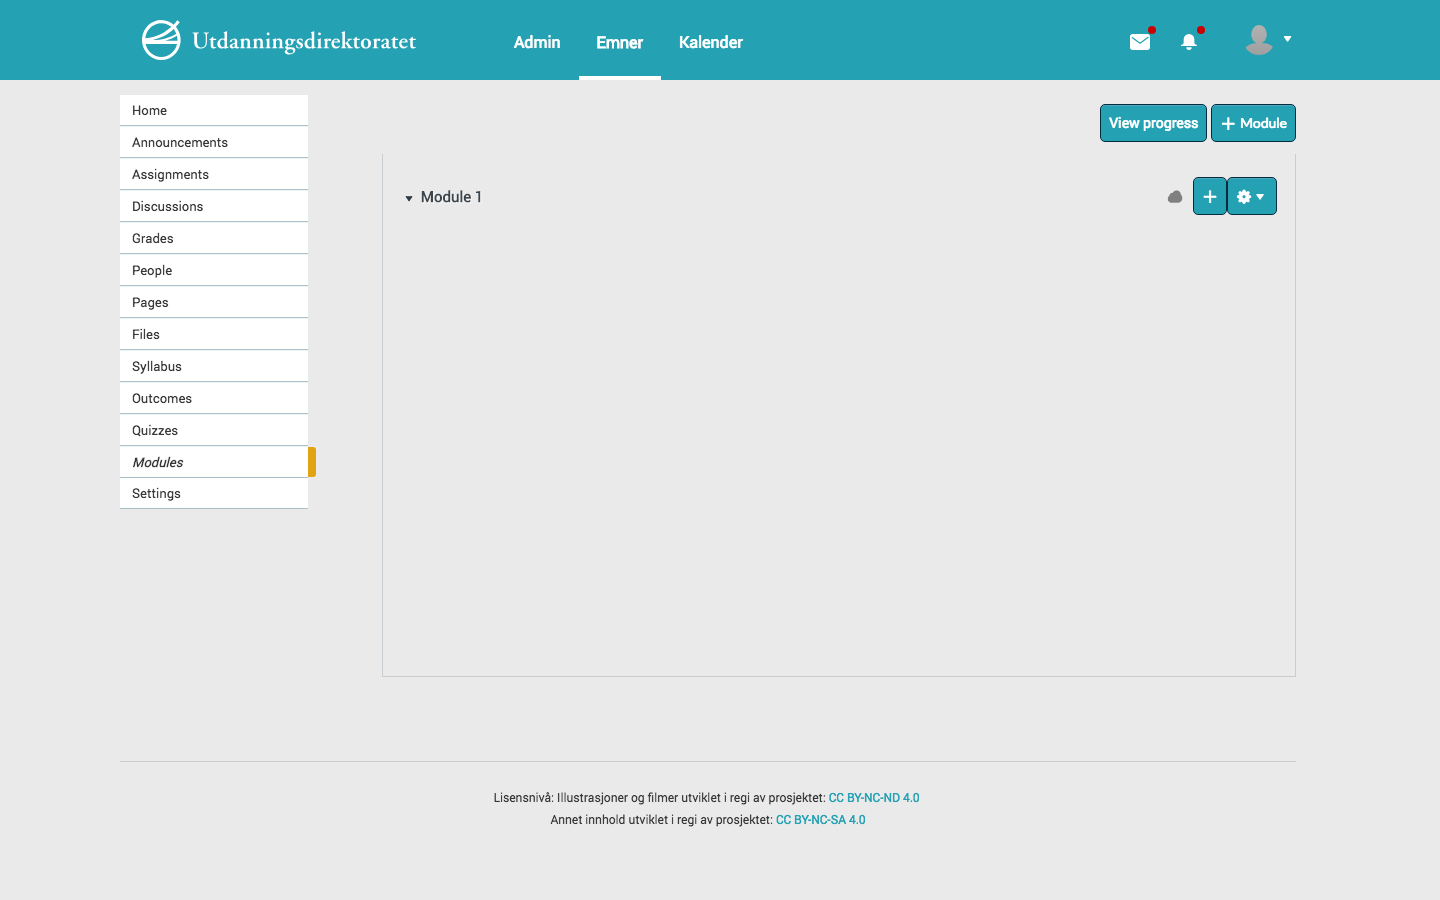 Utdanningsdirektoratet
Admin
Emner
Kalender
Home
Announcements
Assignments
Discussions
Grades
People
Pages
Files
Syllabus
Outcomes
Quizzes
Modules
Settings
View progress
+ Module
Module 1
Lisensnivå: Illustrasjoner og filmer utviklet i regi av prosjektet: CC BY-NC-ND 4.0
Annet innhold utviklet i regi av prosjektet: CC BY-NC-SA 4.0